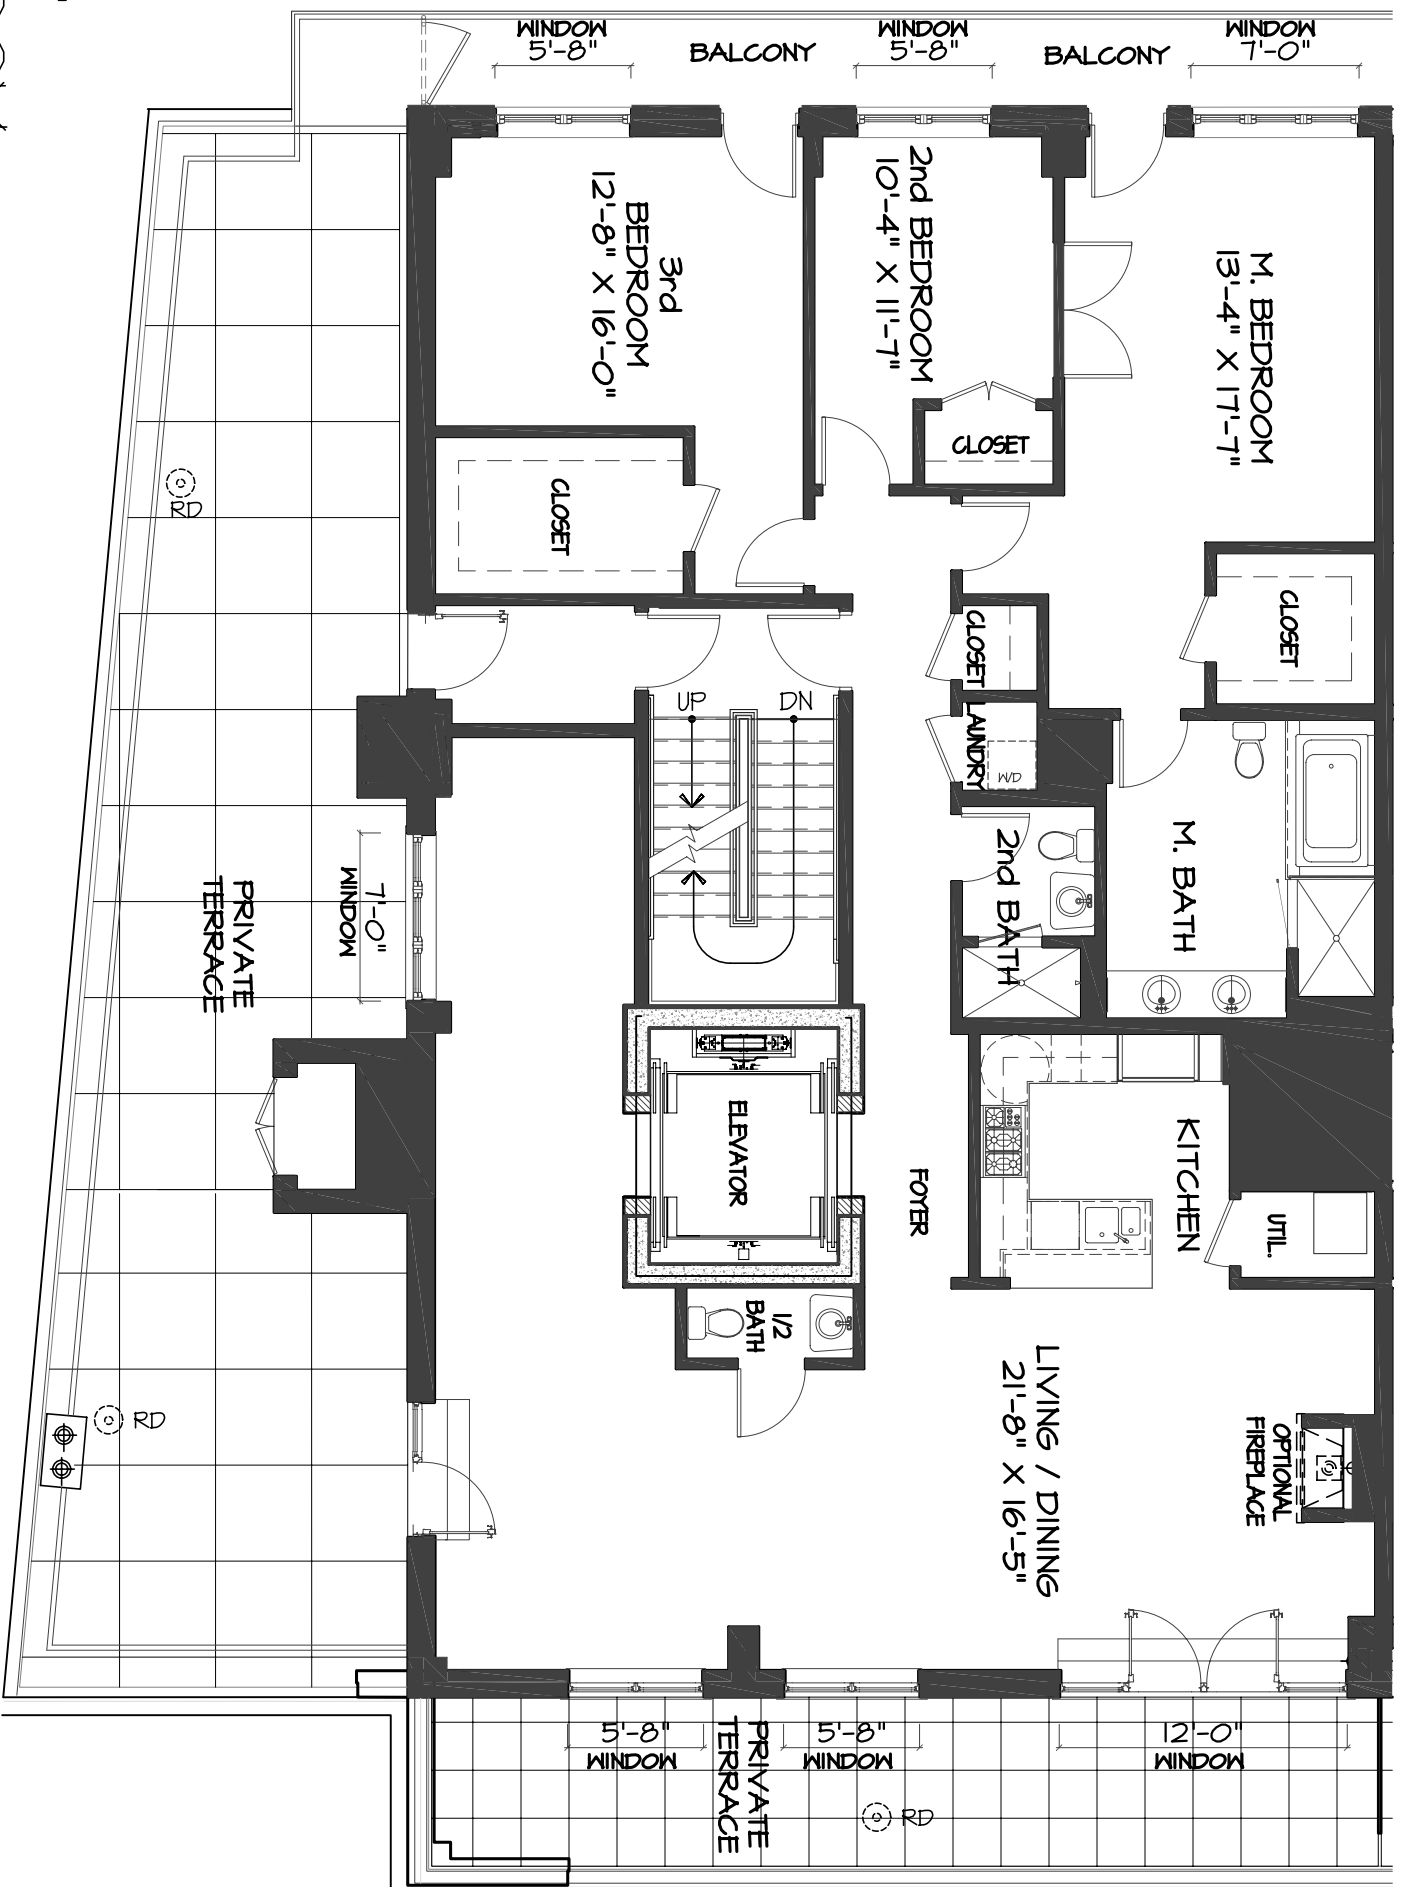 WINDOW
5'-8"
BALCONY
WINDOW
5'-8"
BALCONY
WINDOW
7'-0"
3rd
BEDROOM
12'-8" X 16'-0"
2nd BEDROOM
10'-4" X 11'-7"
M. BEDROOM
13'-4" X 17'-7"
CLOSET
CLOSET
CLOSET
CLOSET
RD
UP
DN
LAUNDRY
WD
2nd BATH
M. BATH
PRIVATE
TERRACE
7'-0"
WINDOW
ELEVATOR
FOYER
KITCHEN
UTIL.
1/2
BATH
LIVING / DINING
21'-8" X 16'-5"
OPTIONAL
FIREPLACE
RD
5'-8"
WINDOW
PRIVATE
TERRACE
5'-8"
WINDOW
12'-0"
WINDOW
RD